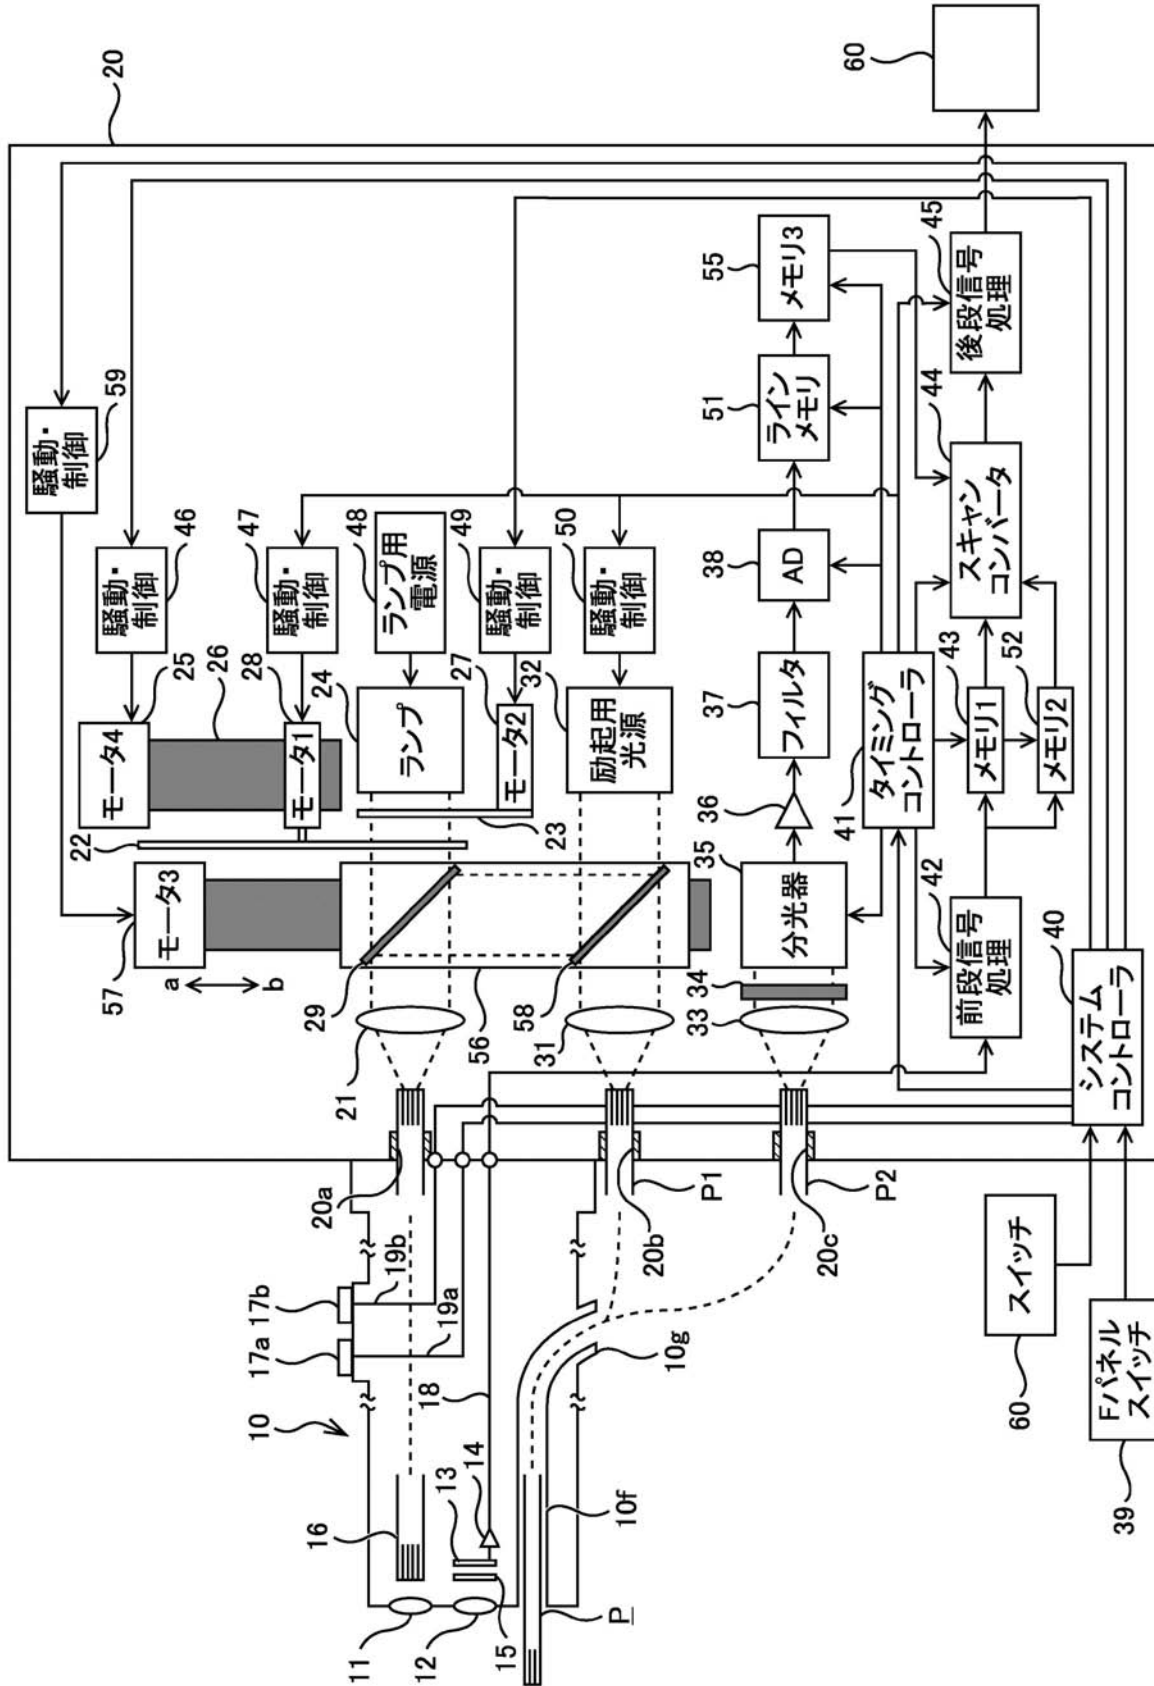 20
騒動・
制御
59
57
モータ3
22
モータ4
25
騒動・
制御
46
a
b
26
28
モータ1
騒動・
制御
47
10
17a
17b
19b
19a
20a
21
29
24
ランプ
ランプ用
電源
48
11
16
12
13
14
15
18
56
23
27
モータ2
騒動・
制御
49
58
31
32
励起用
光源
騒動・
制御
50
P
10f
10g
20b
P1
20c
P2
33
34
35
分光器
36
37
フィルタ
38
AD
51
ライン
メモリ
55
メモリ3
41
タイミング
コントローラ
42
前段信号
処理
43
メモリ1
52
メモリ2
44
スキャン
コンバータ
45
後段信号
処理
60
60
スイッチ
40
システム
コントローラ
39
Fパネル
スイッチ